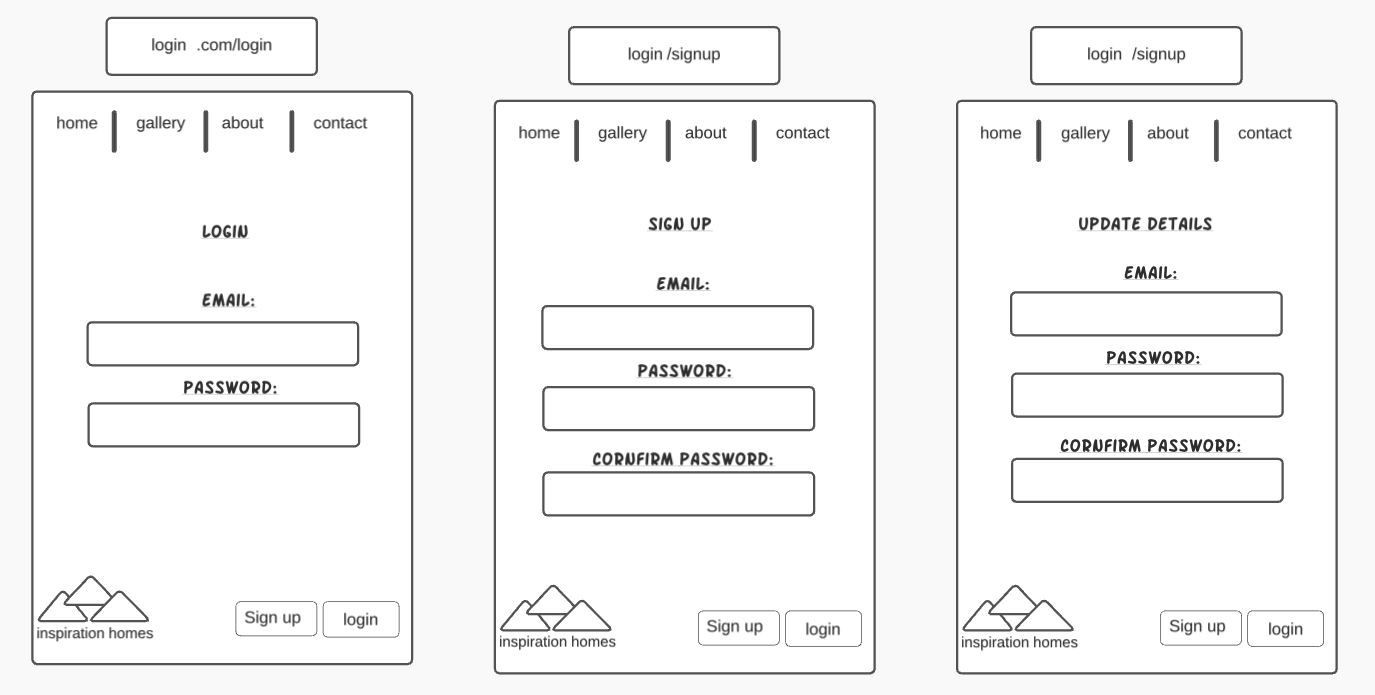 login .com/login
home gallery about contact
LOGIN
EMAIL:
PASSWORD:
inspiration homes
Sign up login
login /signup
home gallery about contact
SIGN UP
EMAIL:
PASSWORD:
CORNFIRM PASSWORD:
inspiration homes
Sign up login
login /signup
home gallery about contact
UPDATE DETAILS
EMAIL:
PASSWORD:
CORNFIRM PASSWORD:
inspiration homes
Sign up login